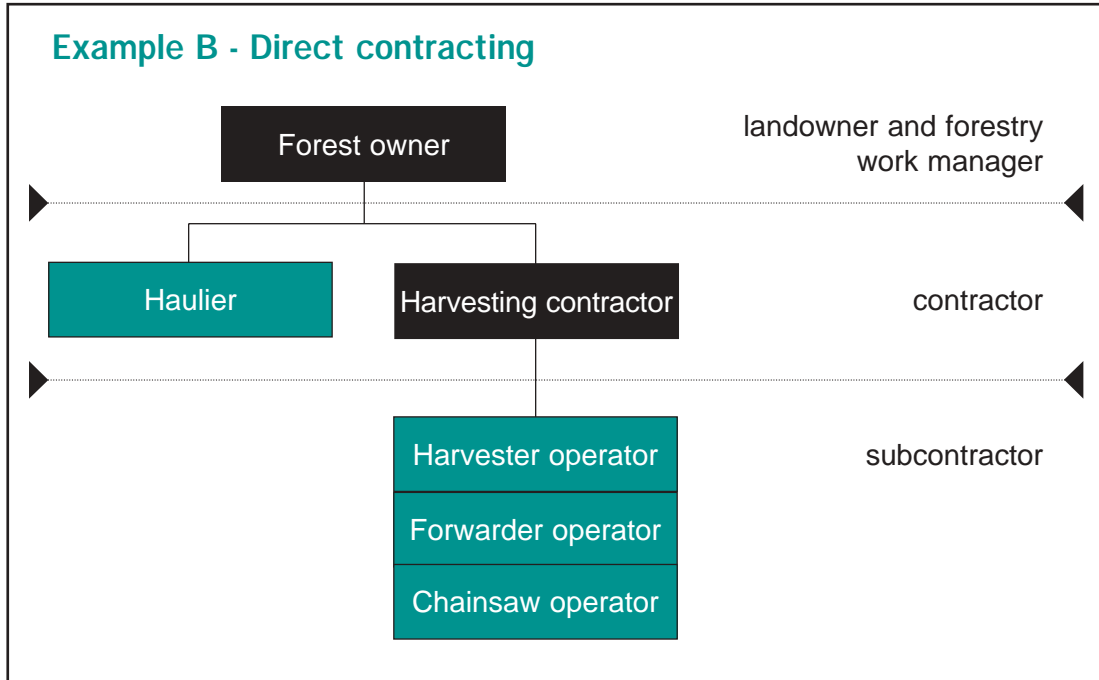 Example B - Direct contracting
Forest owner
landowner and forestry
work manager
Haulier
Harvesting contractor
contractor
Harvester operator
subcontractor
Forwarder operator
Chainsaw operator